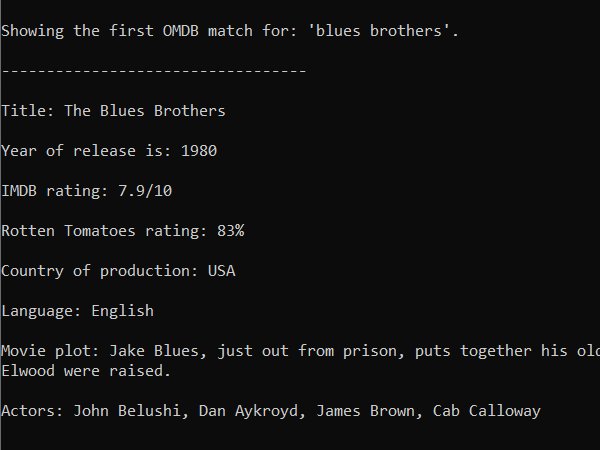 Showing the first OMDB match for: 'blues brothers'.
----------------------------------
Title: The Blues Brothers
Year of release is: 1980
IMDB rating: 7.9/10
Rotten Tomatoes rating: 83%
Country of production: USA
Language: English
Movie plot: Jake Blues, just out from prison, puts together his old
Elwood were raised.
Actors: John Belushi, Dan Aykroyd, James Brown, Cab Calloway